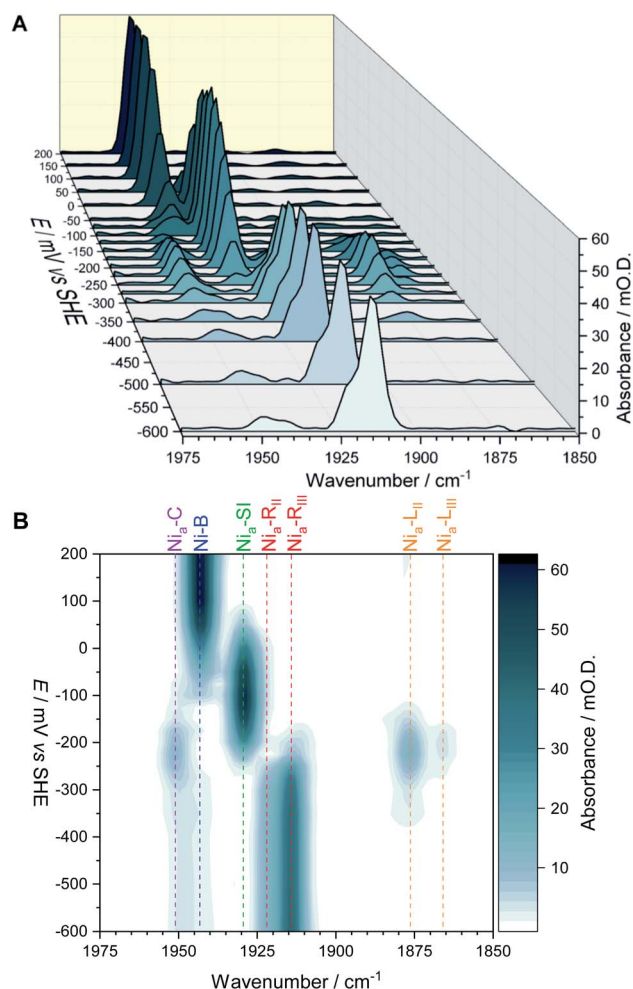 A
200
150
100
50
0
-50
-100
-150
-200
-250
-300
-350
-400
-450
-500
-550
-600
E / mV vs SHE
60
50
40
30
20
10
0
Absorbance / mO.D.
1975 1950 1925 1900 1875 1850
Wavenumber / cm⁻¹
B
Niₐ-C
Ni-B
Niₐ-SI
Niₐ-R_II
Niₐ-R_III
Niₐ-L_II
Niₐ-L_III
200
100
0
-100
-200
-300
-400
-500
-600
E / mV vs SHE
1975 1950 1925 1900 1875 1850
Wavenumber / cm⁻¹
60
50
40
30
20
10
Absorbance / mO.D.